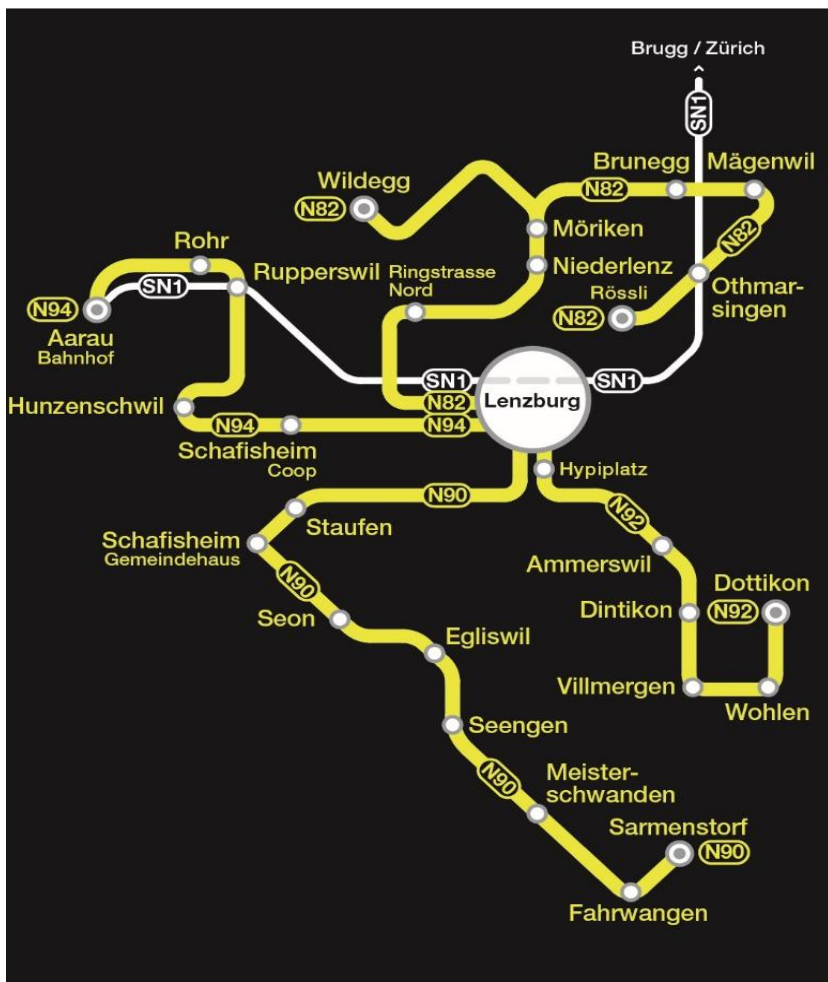 Brugg / Zürich
SN1
Brunegg
Mägenwil
Wildegg
N82
N82
Möriken
N82
Rohr
Niederlenz
Rupperswil
Ringstrasse
Nord
Rössli
Othmar-
singen
SN1
N94
N82
Aarau
Bahnhof
SN1
SN1
Lenzburg
Hunzenschwil
N82
N94
N94
Schafisheim
Coop
Hypiplatz
N90
Staufen
N92
Schafisheim
Gemeindehaus
Ammerswil
N90
Dottikon
Seon
Dintikon
N92
Egliswil
Villmergen
Wohlen
Seengen
N90
Meister-
schwanden
Sarmenstorf
N90
Fahrwangen